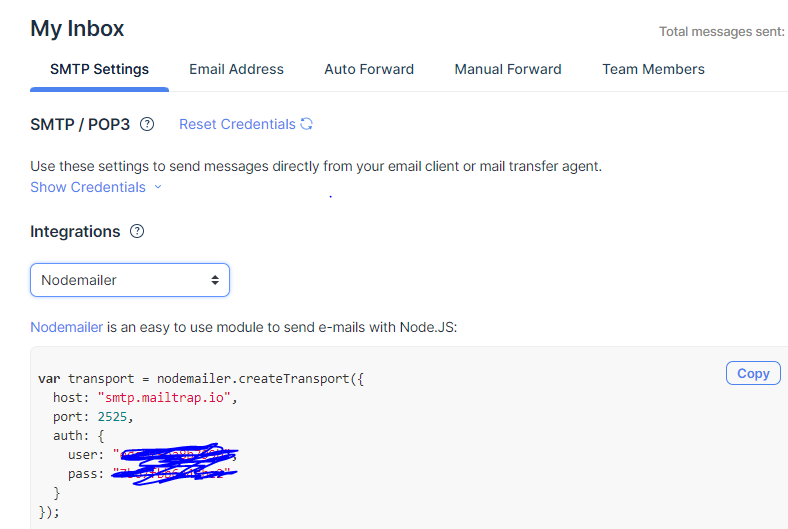 My Inbox
Total messages sent:
SMTP Settings Email Address Auto Forward Manual Forward Team Members
SMTP / POP3 ? Reset Credentials
Use these settings to send messages directly from your email client or mail transfer agent.
Show Credentials
Integrations ?
Nodemailer
Nodemailer is an easy to use module to send e-mails with Node.JS:
Copy
var transport = nodemailer.createTransport({
host: "smtp.mailtrap.io",
port: 2525,
auth: {
user:
pass:
}
});